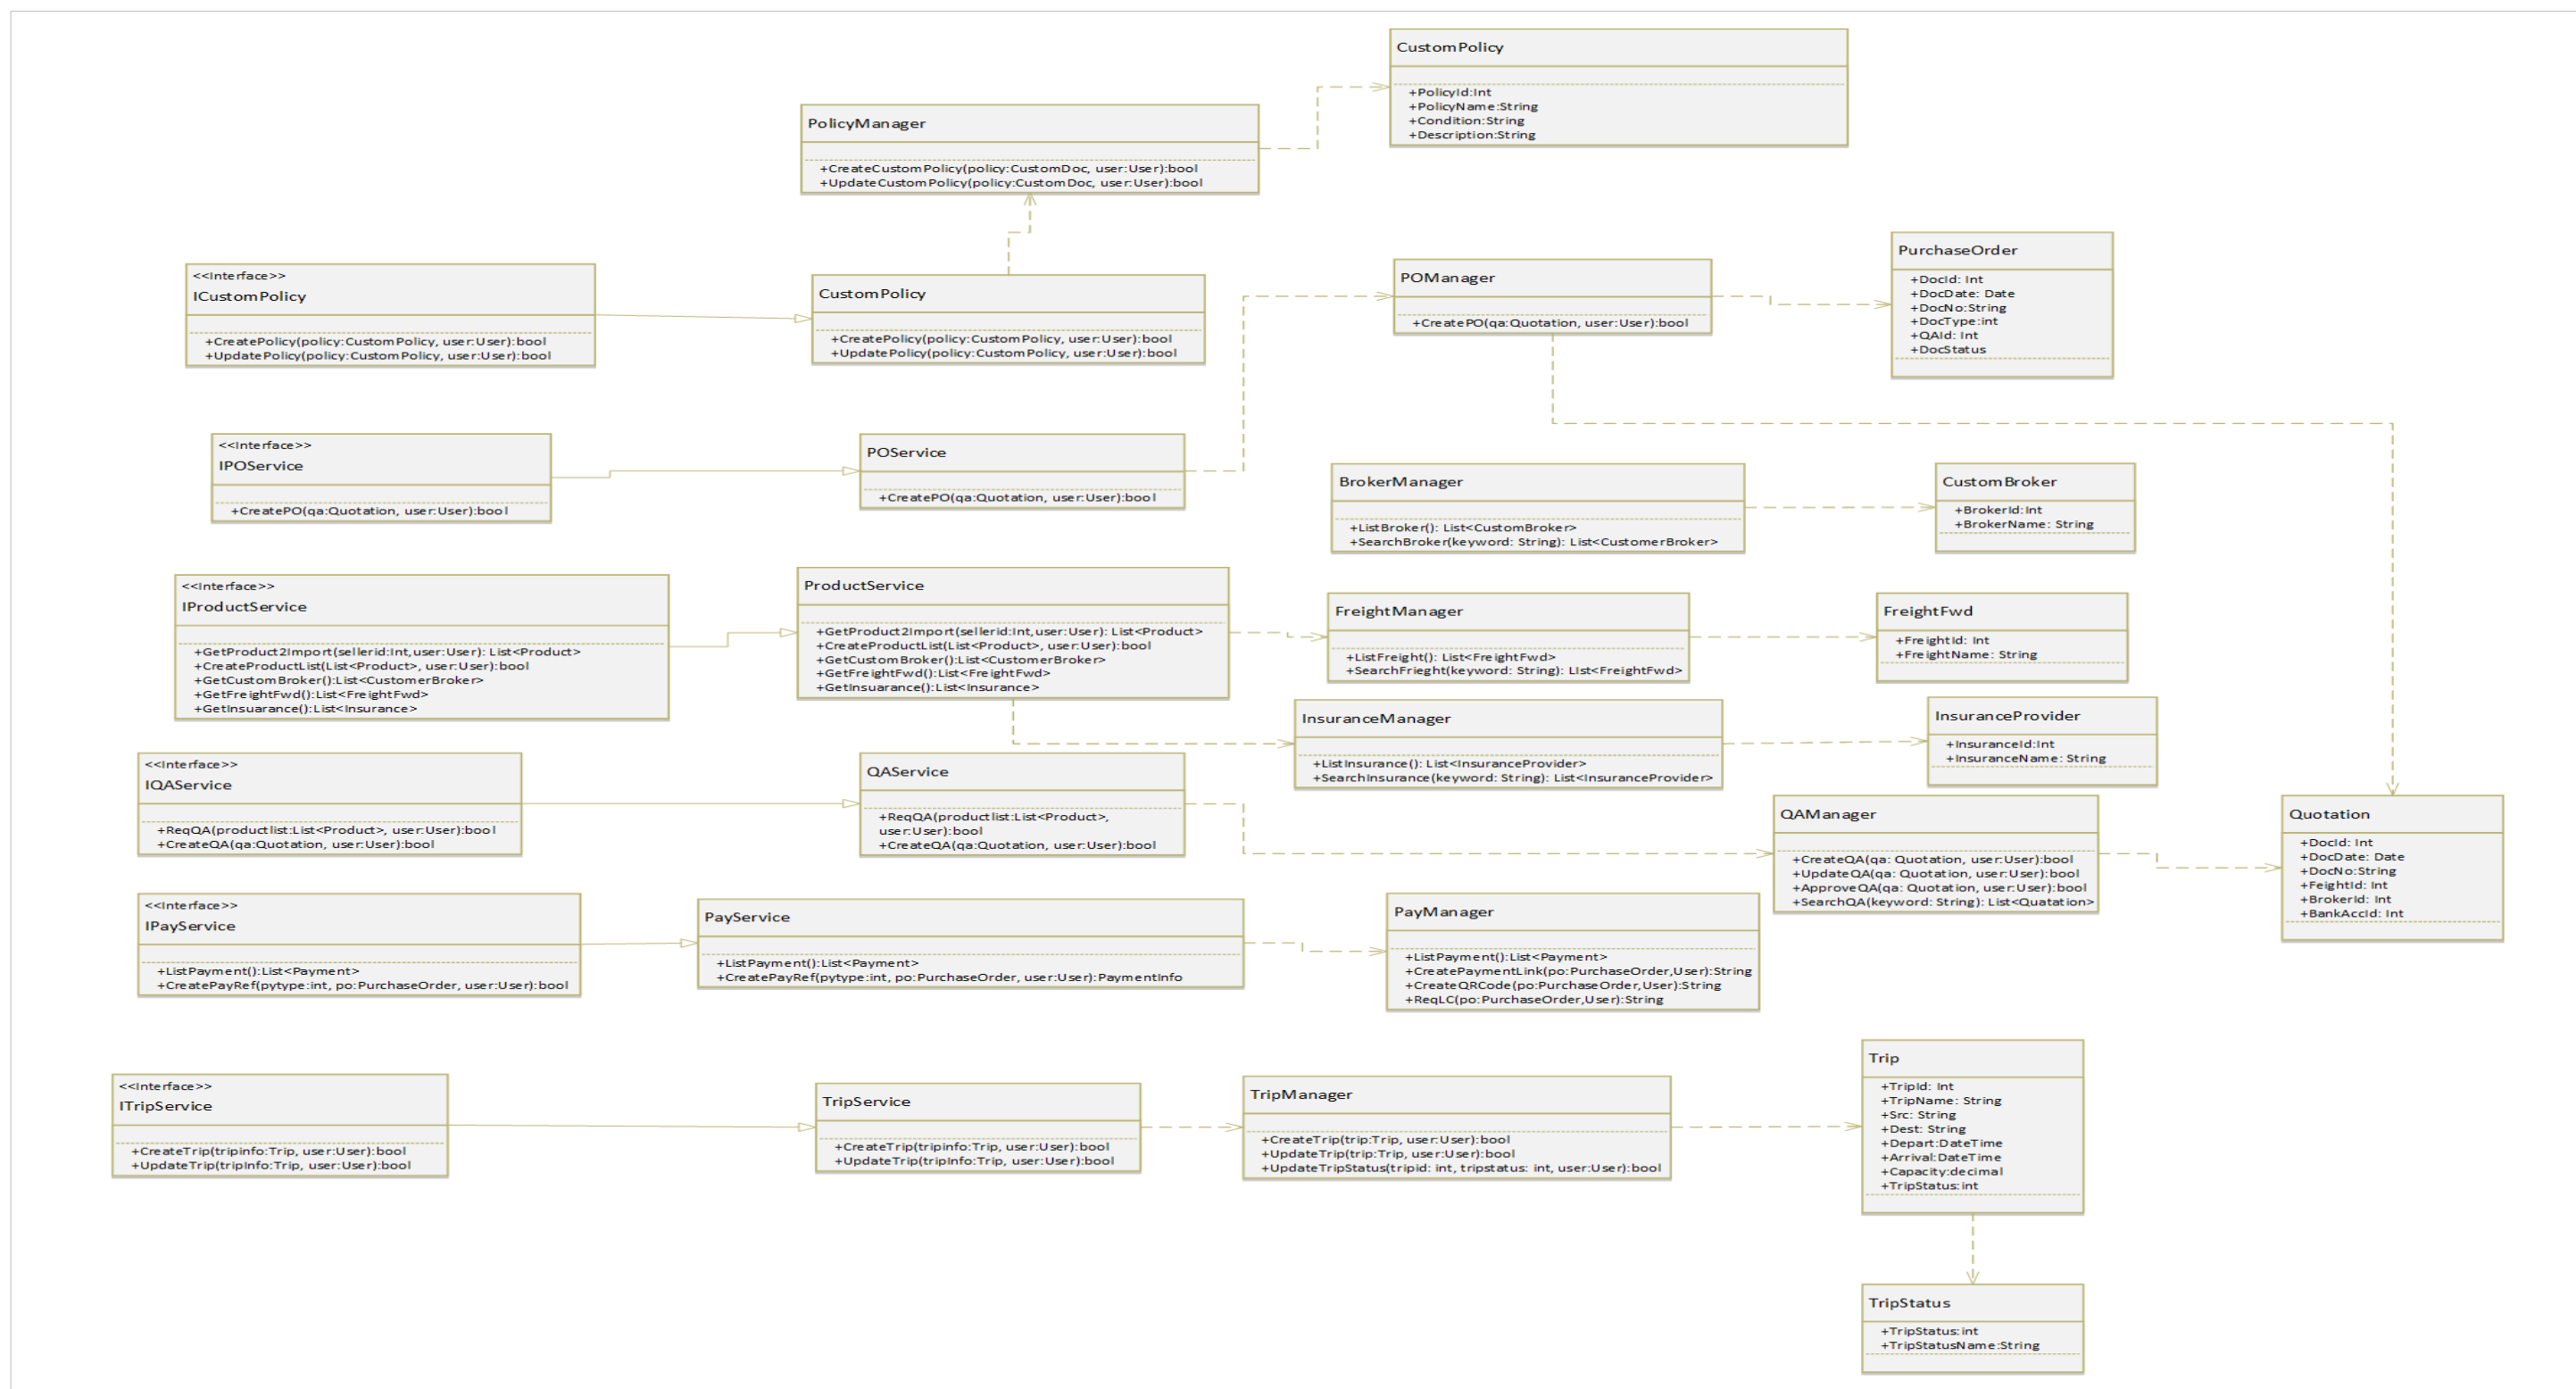 CustomPolicy
+PolicyId:Int
+PolicyName:String
+Condition:String
+Description:String
PolicyManager
+CreateCustomPolicy(policy:CustomDoc, user:User):bool
+UpdateCustomPolicy(policy:CustomDoc, user:User):bool
<<Interface>>
ICustomPolicy
+CreatePolicy(policy:CustomPolicy, user:User):bool
+UpdatePolicy(policy:CustomPolicy, user:User):bool
CustomPolicy
+CreatePolicy(policy:CustomPolicy, user:User):bool
+UpdatePolicy(policy:CustomPolicy, user:User):bool
POManager
+CreatePO(qa:Quotation, user:User):bool
PurchaseOrder
+DocId: Int
+DocDate: Date
+DocNo:String
+DocType:int
+QAId: Int
+DocStatus
<<Interface>>
IPOService
+CreatePO(qa:Quotation, user:User):bool
POService
+CreatePO(qa:Quotation, user:User):bool
BrokerManager
+ListBroker(): List<CustomBroker>
+SearchBroker(keyword: String): List<CustomerBroker>
CustomBroker
+BrokerId:Int
+BrokerName: String
<<Interface>>
IProductService
+GetProduct2Import(sellerid:Int,user:User): List<Product>
+CreateProductList(List<Product>, user:User):bool
+GetCustomBroker():List<CustomerBroker>
+GetFreightFwd():List<FreightFwd>
+GetInsuarance():List<Insurance>
ProductService
+GetProduct2Import(sellerid:Int,user:User): List<Product>
+CreateProductList(List<Product>, user:User):bool
+GetCustomBroker():List<CustomerBroker>
+GetFreightFwd():List<FreightFwd>
+GetInsuarance():List<Insurance>
FreightManager
+ListFreight(): List<FreightFwd>
+SearchFrieght(keyword: String): LIst<FreightFwd>
FreightFwd
+FreightId: Int
+FreightName: String
InsuranceManager
+ListInsurance(): List<InsuranceProvider>
+SearchInsurance(keyword: String): List<InsuranceProvider>
InsuranceProvider
+InsuranceId:Int
+InsuranceName: String
<<Interface>>
IQAService
+ReqQA(productlist:List<Product>, user:User):bool
+CreateQA(qa:Quotation, user:User):bool
QAService
+ReqQA(productlist:List<Product>,
user:User):bool
+CreateQA(qa:Quotation, user:User):bool
QAManager
+CreateQA(qa: Quotation, user:User):bool
+UpdateQA(qa: Quotation, user:User):bool
+ApproveQA(qa: Quotation, user:User):bool
+SearchQA(keyword: String): List<Quatation>
Quotation
+DocId: Int
+DocDate: Date
+DocNo:String
+FeightId: Int
+BrokerId: Int
+BankAccId: Int
<<Interface>>
IPayService
+ListPayment():List<Payment>
+CreatePayRef(pytype:int, po:PurchaseOrder, user:User):bool
PayService
+ListPayment():List<Payment>
+CreatePayRef(pytype:int, po:PurchaseOrder, user:User):PaymentInfo
PayManager
+ListPayment():List<Payment>
+CreatePaymentLink(po:PurchaseOrder,User):String
+CreateQRCode(po:PurchaseOrder,User):String
+ReqLC(po:PurchaseOrder,User):String
<<Interface>>
ITripService
+CreateTrip(tripinfo:Trip, user:User):bool
+UpdateTrip(tripInfo:Trip, user:User):bool
TripService
+CreateTrip(tripinfo:Trip, user:User):bool
+UpdateTrip(tripInfo:Trip, user:User):bool
TripManager
+CreateTrip(trip:Trip, user:User):bool
+UpdateTrip(trip:Trip, user:User):bool
+UpdateTripStatus(tripid: int, tripstatus: int, user:User):bool
Trip
+TripId: Int
+TripName: String
+Src: String
+Dest: String
+Depart:DateTime
+Arrival:DateTime
+Capacity:decimal
+TripStatus:int
TripStatus
+TripStatus:int
+TripStatusName:String